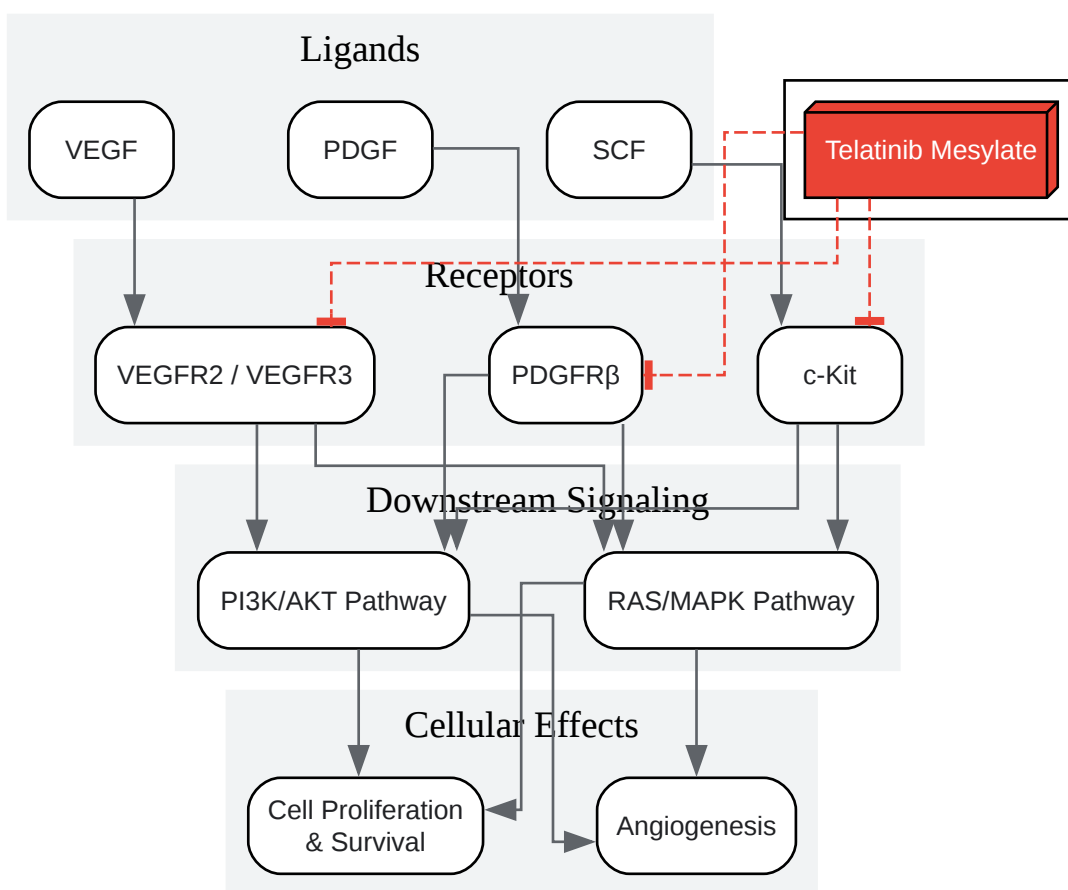 Ligands
VEGF
PDGF
SCF
Telatinib Mesylate
Receptors
VEGFR2 / VEGFR3
PDGFRβ
c-Kit
Downstream Signaling
PI3K/AKT Pathway
RAS/MAPK Pathway
Cellular Effects
Cell Proliferation
& Survival
Angiogenesis